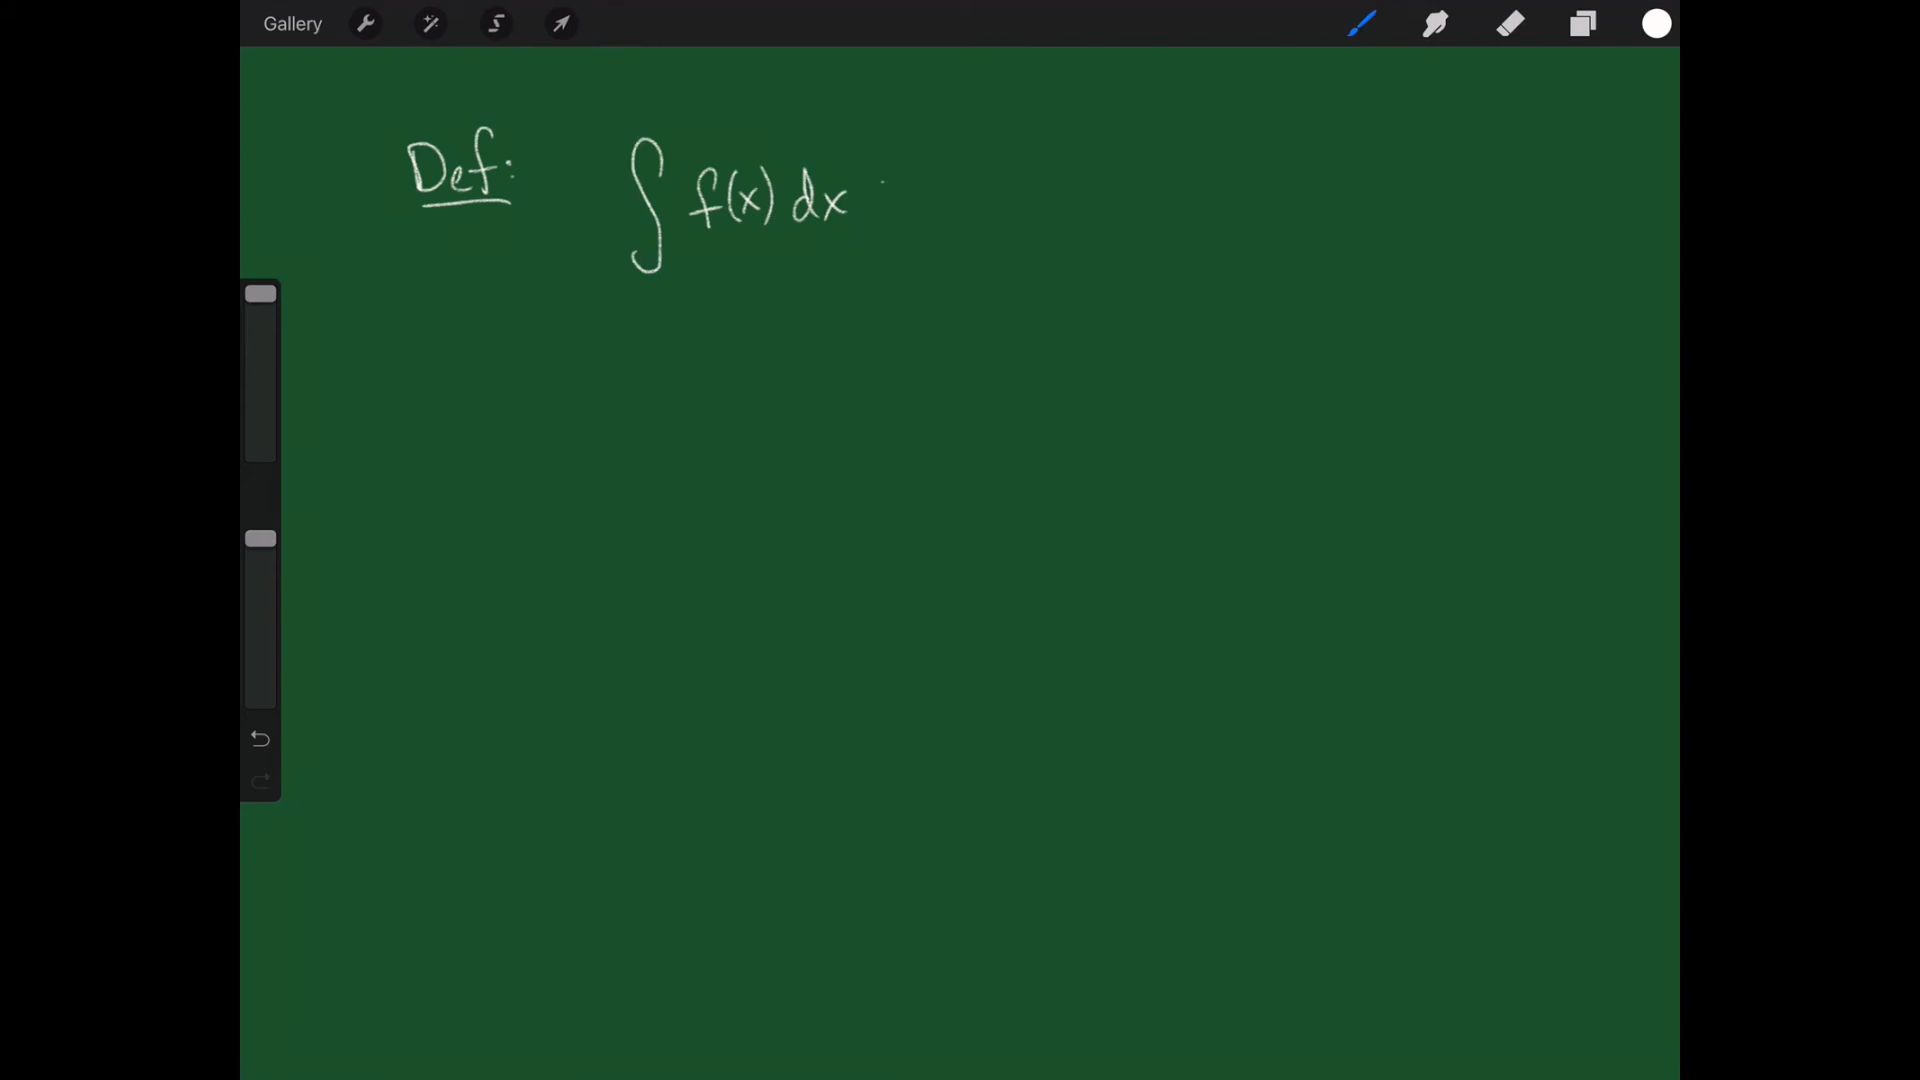 Gallery
Def: ∫ f(x) dx